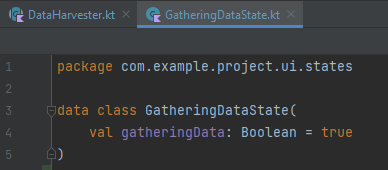 DataHarvester.kt GatheringDataState.kt
1 package com.example.project.ui.states
2
3 data class GatheringDataState(
4     val gatheringData: Boolean = true
5 )